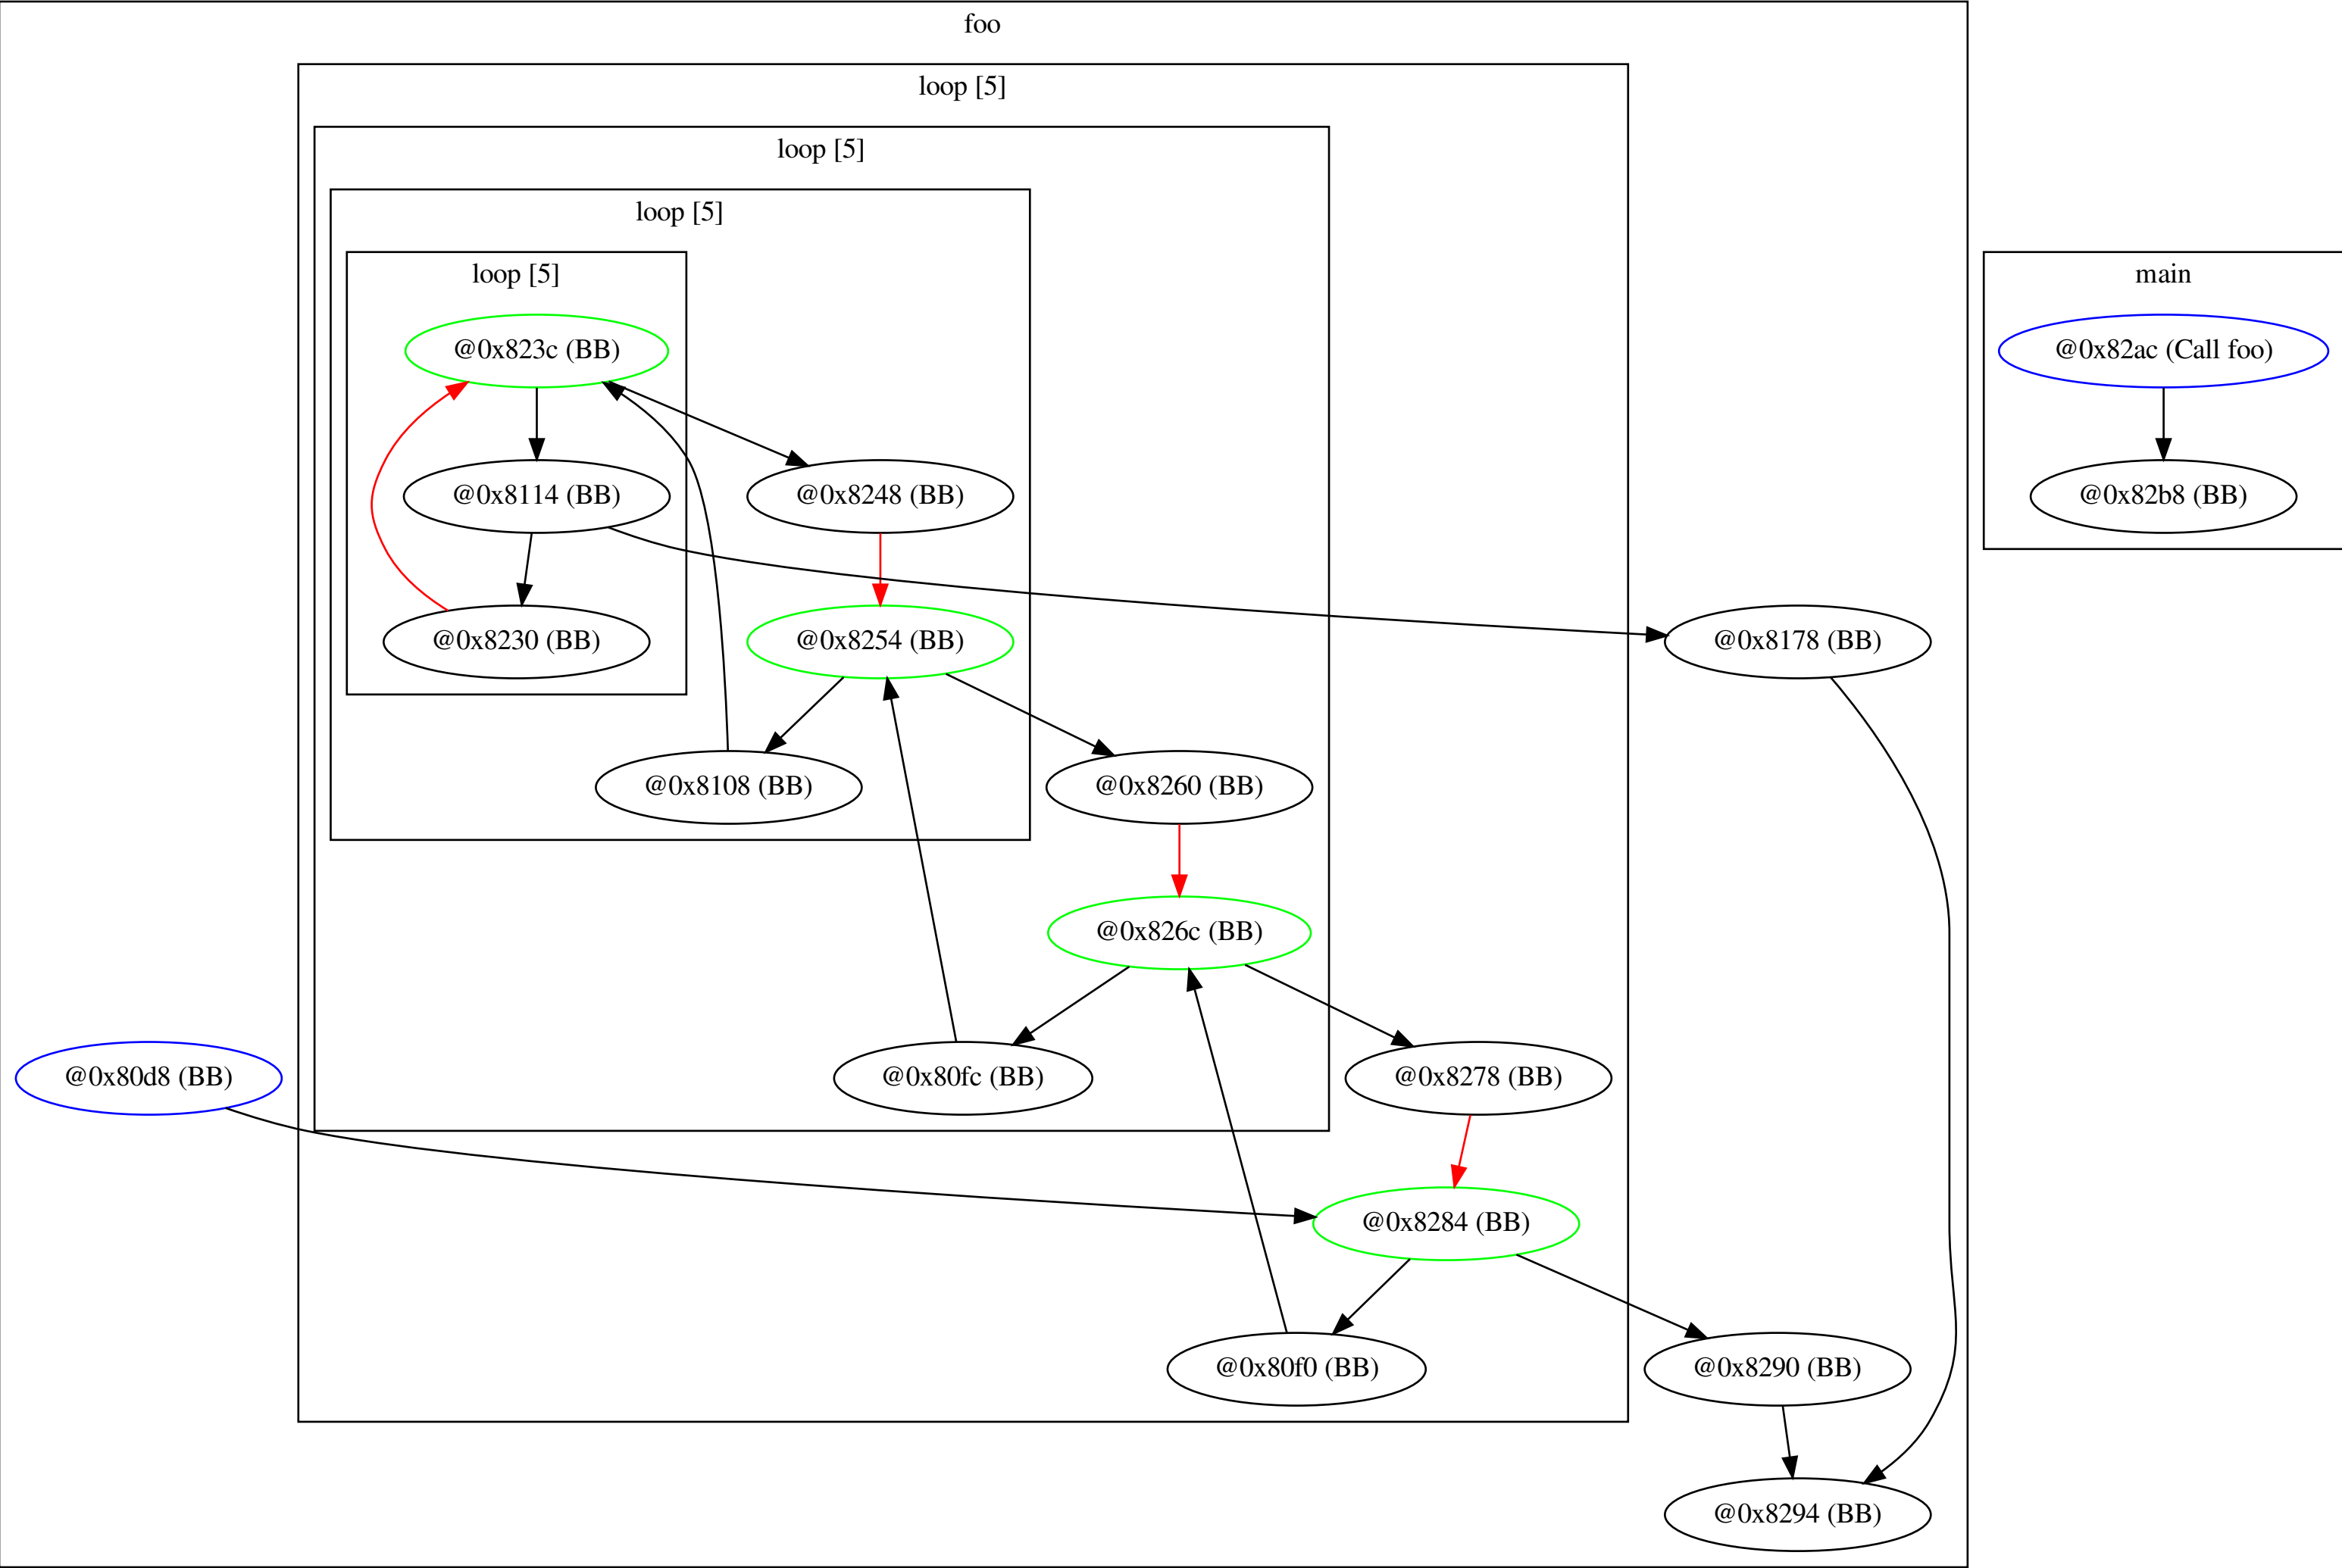 foo
loop [5]
loop [5]
loop [5]
loop [5]
main
@0x823c (BB)
@0x82ac (Call foo)
@0x8114 (BB)
@0x8248 (BB)
@0x82b8 (BB)
@0x8230 (BB)
@0x8254 (BB)
@0x8178 (BB)
@0x8108 (BB)
@0x8260 (BB)
@0x826c (BB)
@0x80d8 (BB)
@0x80fc (BB)
@0x8278 (BB)
@0x8284 (BB)
@0x80f0 (BB)
@0x8290 (BB)
@0x8294 (BB)